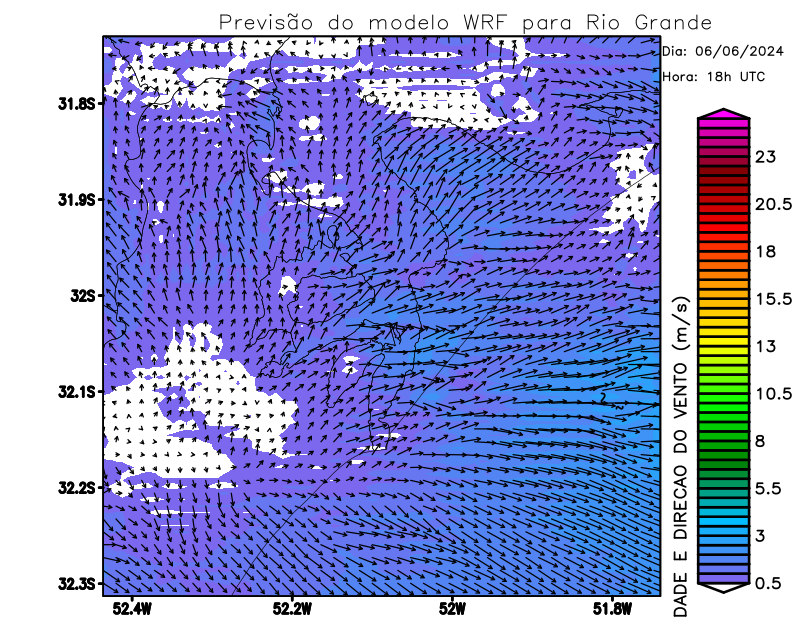 Previsão do modelo WRF para Rio Grande
Dia: 06/06/2024
Hora: 18h UTC
31.8S
31.9S
32S
32.1S
32.2S
32.3S
52.4W
52.2W
52W
51.8W
2
DADE E DIRECAO DO VENTO (m/s)
23
20.5
18
15.5
13
10.5
8
5.5
3
0.5